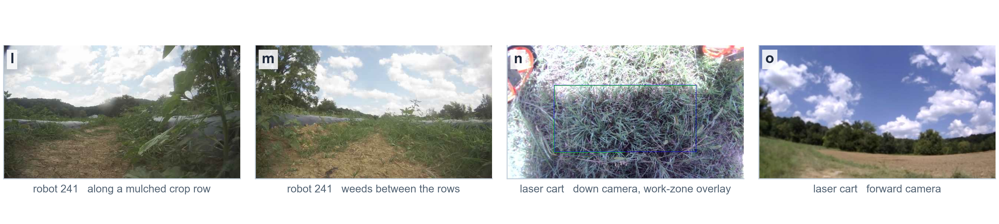 l
m
n
o
robot 241 along a mulched crop row
robot 241 weeds between the rows
laser cart down camera, work-zone overlay
laser cart forward camera